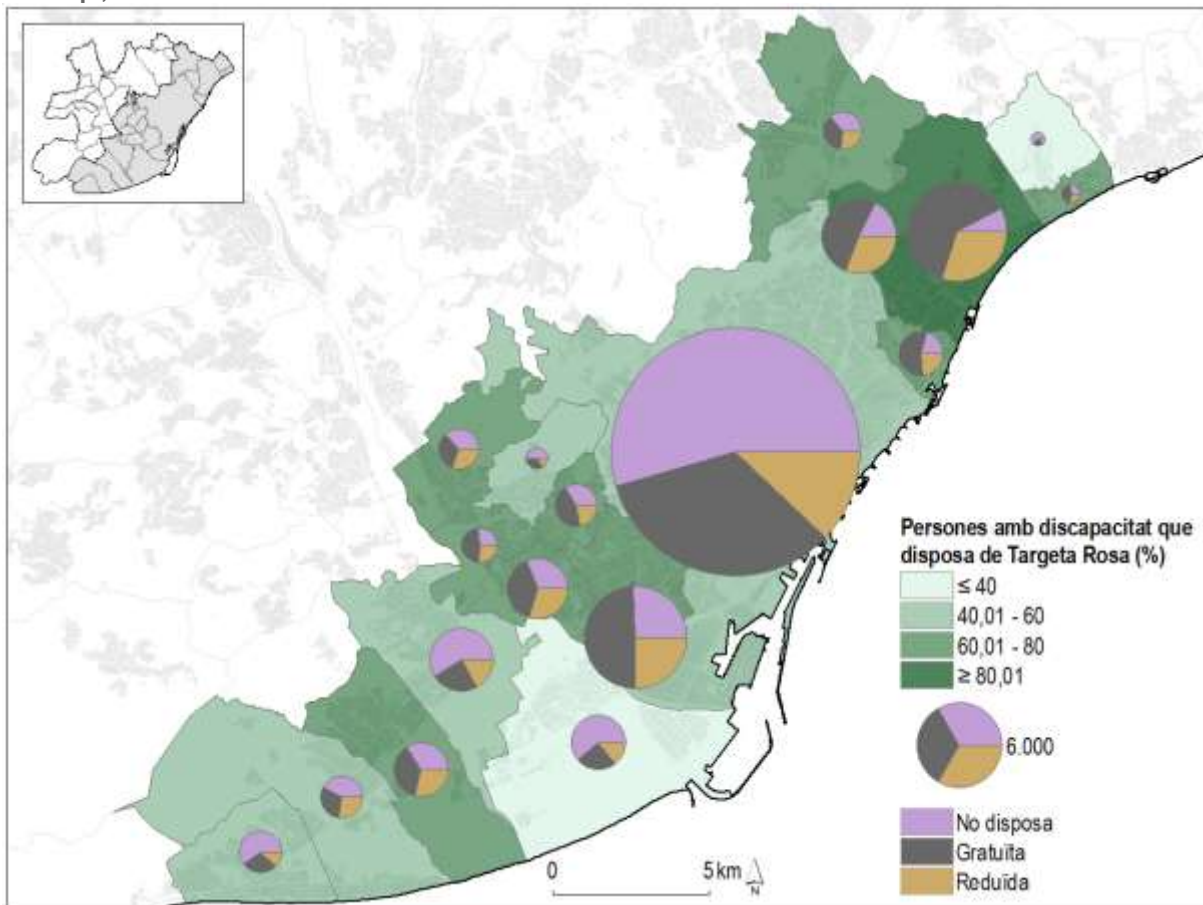 Persones amb discapacitat que
disposa de Targeta Rosa (%)
≤ 40
40,01 - 60
60,01 - 80
≥ 80,01
6.000
No disposa
Gratuïta
Reduïda
0 5 km
N